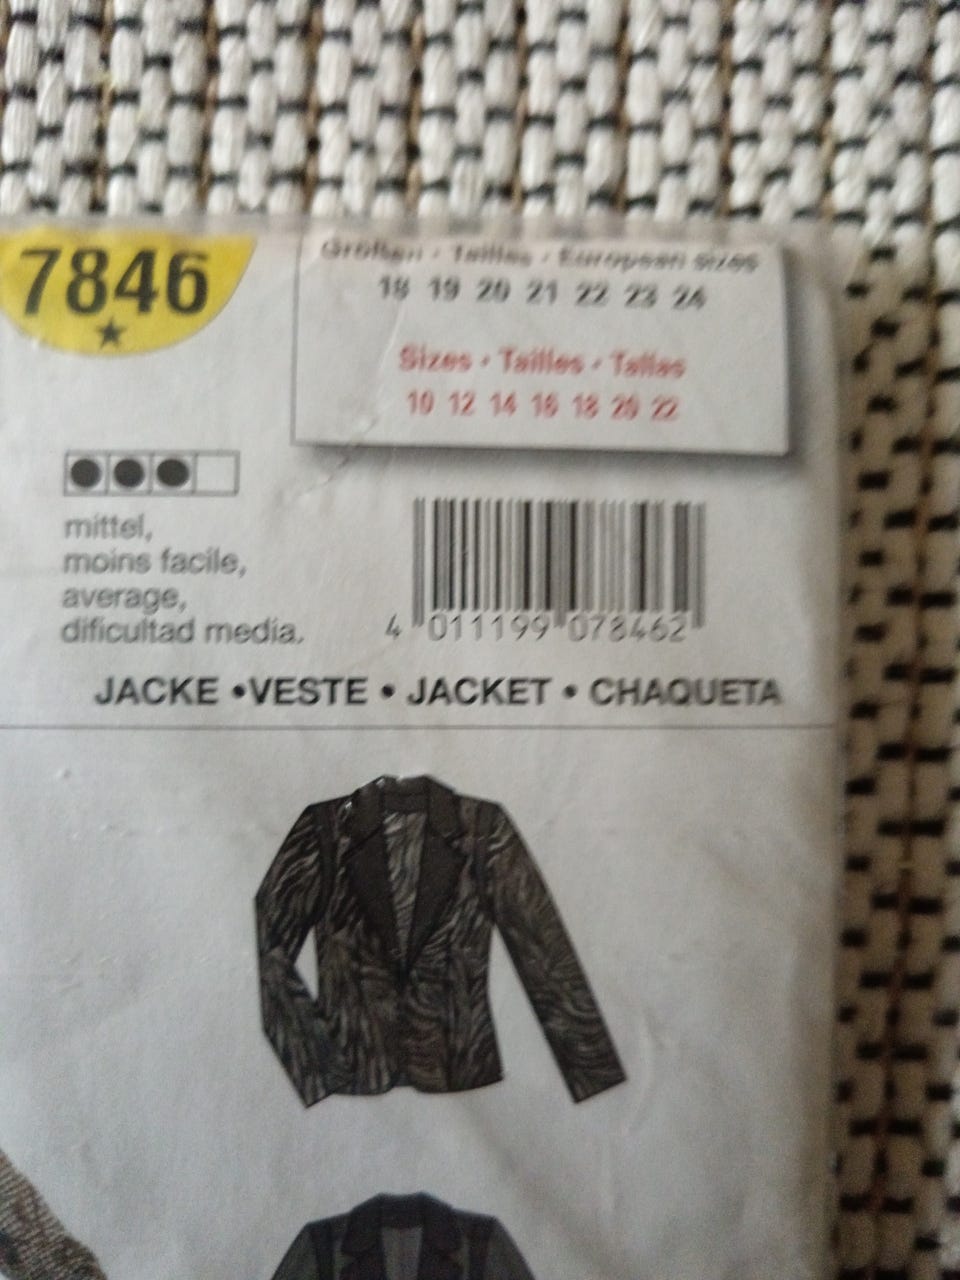 7846
Größen · Tailles · European sizes
18 19 20 21 22 23 24
Sizes · Tailles · Tallas
10 12 14 16 18 20 22
mittel,
moins facile,
average,
dificultad media.
4 011199 078462
JACKE • VESTE • JACKET • CHAQUETA